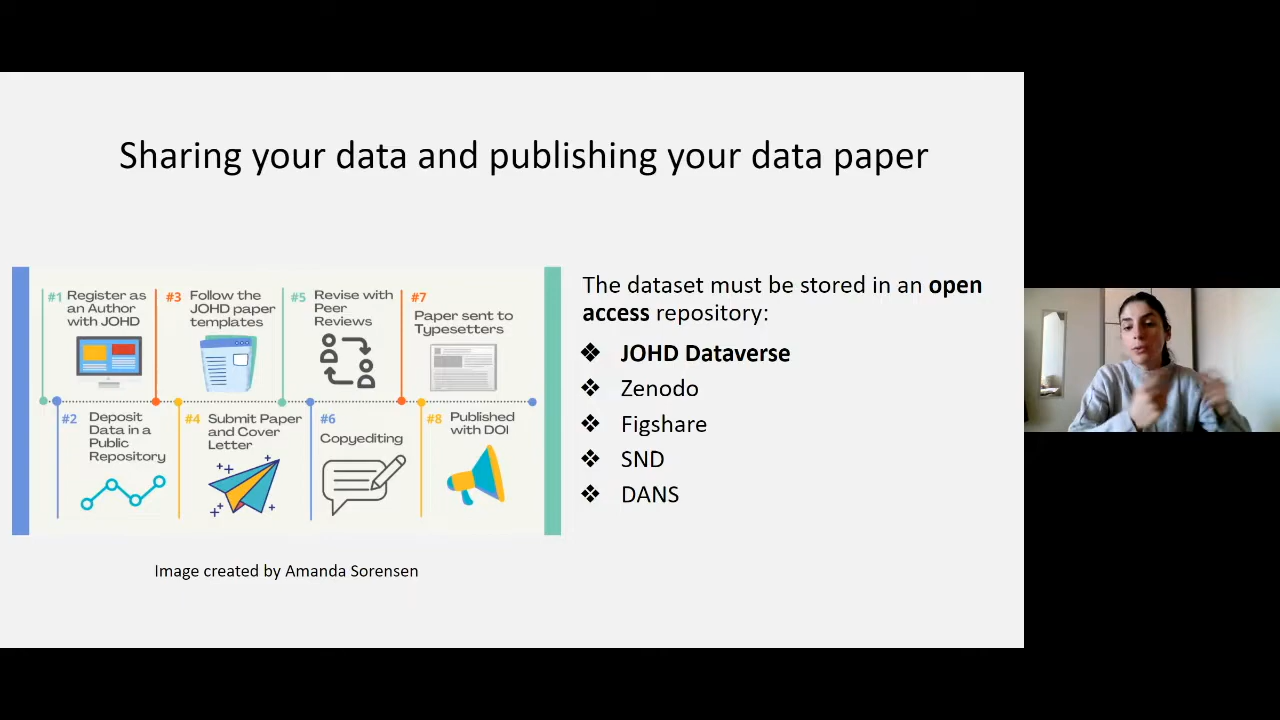 Sharing your data and publishing your data paper
#1 Register as
an Author
with JOHD
#2 Deposit
Data in a
Public
Repository
#3 Follow the
JOHD paper
templates
#4 Submit Paper
and Cover
Letter
#5 Revise with
Peer
Reviews
#6
Copyediting
#7
Paper sent to
Typesetters
#8 Published
with DOI
Image created by Amanda Sorensen
The dataset must be stored in an open
access repository:
❖ JOHD Dataverse
❖ Zenodo
❖ Figshare
❖ SND
❖ DANS